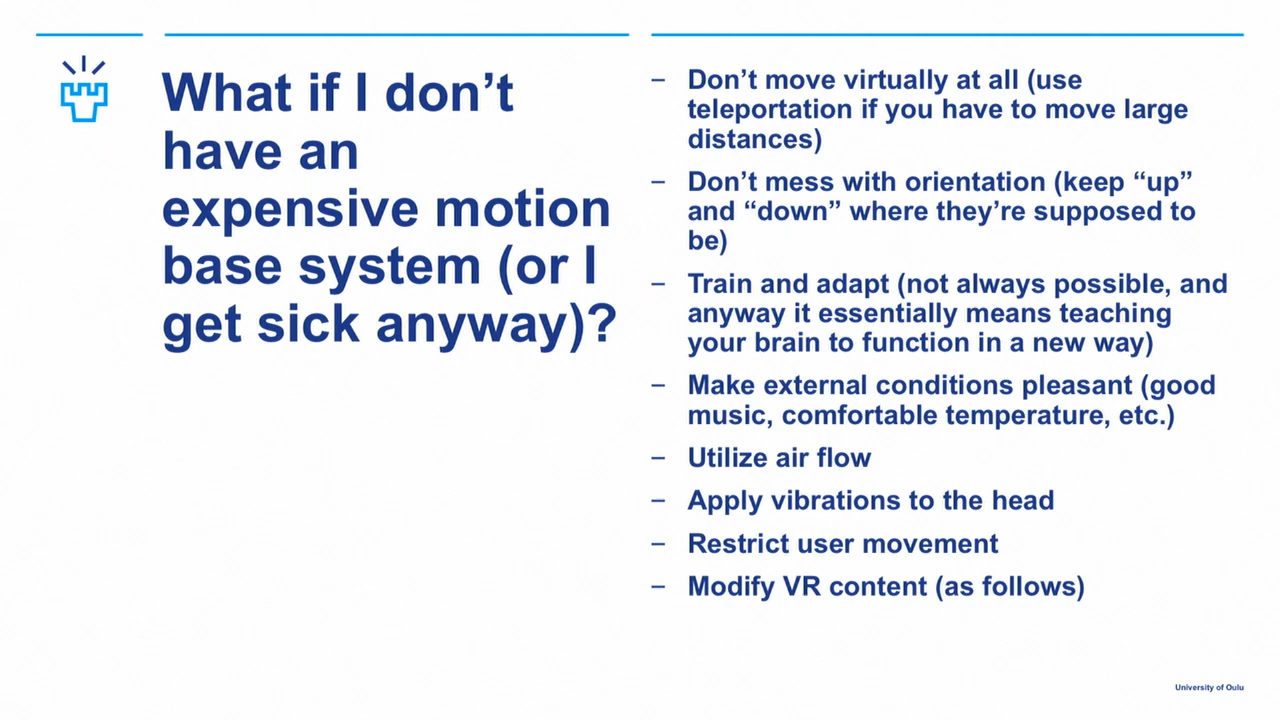 What if I don’t
have an
expensive motion
base system (or I
get sick anyway)?
– Don’t move virtually at all (use
teleportation if you have to move large
distances)
– Don’t mess with orientation (keep “up”
and “down” where they’re supposed to
be)
– Train and adapt (not always possible, and
anyway it essentially means teaching
your brain to function in a new way)
– Make external conditions pleasant (good
music, comfortable temperature, etc.)
– Utilize air flow
– Apply vibrations to the head
– Restrict user movement
– Modify VR content (as follows)
University of Oulu